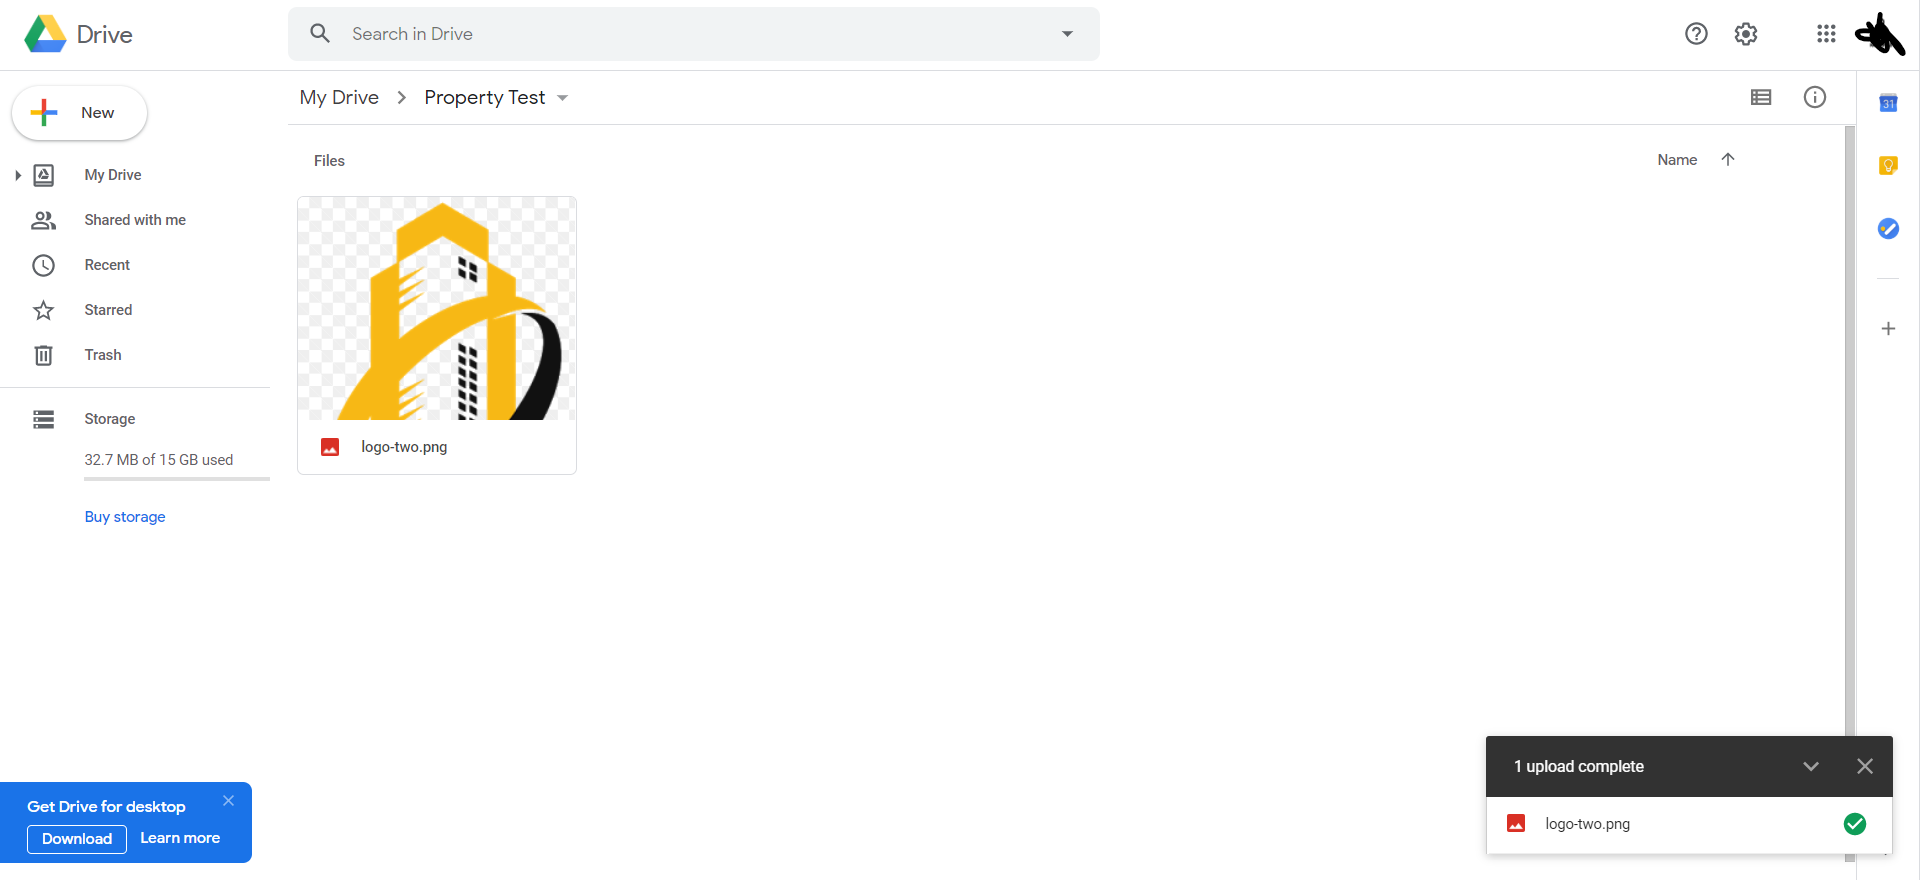 Drive
Search in Drive
New
My Drive
Property Test
My Drive
Shared with me
Recent
Starred
Trash
Storage
32.7 MB of 15 GB used
Buy storage
Files
Name
logo-two.png
31
Get Drive for desktop
Download
Learn more
1 upload complete
logo-two.png